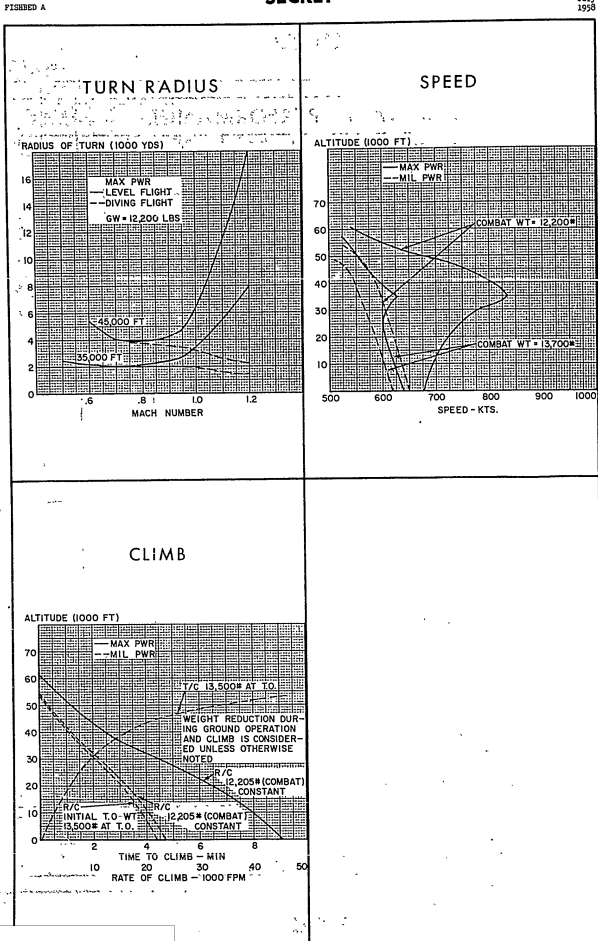 FISHBED A
SECRET
1958
TURN RADIUS
RADIUS OF TURN (1000 YDS)
MAX PWR
LEVEL FLIGHT
DIVING FLIGHT
GW = 12,200 LBS
16
14
12
10
8
6
4
2
0
45,000 FT
35,000 FT
.6
.8
1.0
1.2
MACH NUMBER
SPEED
ALTITUDE (1000 FT)
MAX PWR
MIL PWR
70
60
50
40
30
20
10
COMBAT WT = 12,200#
COMBAT WT = 13,700#
500
600
700
800
900
1000
SPEED - KTS.
CLIMB
ALTITUDE (1000 FT)
MAX PWR
MIL PWR
70
60
50
40
30
20
10
0
T/C 13,500# AT T.O.
WEIGHT REDUCTION DUR-
ING GROUND OPERATION
AND CLIMB IS CONSIDER-
ED UNLESS OTHERWISE
NOTED
R/C
12,205# (COMBAT)
CONSTANT
R/C
INITIAL T.O. WT
13,500# AT T.O.
R/C
12,205# (COMBAT)
CONSTANT
2
4
6
8
TIME TO CLIMB - MIN
10
20
30
40
50
RATE OF CLIMB - 1000 FPM